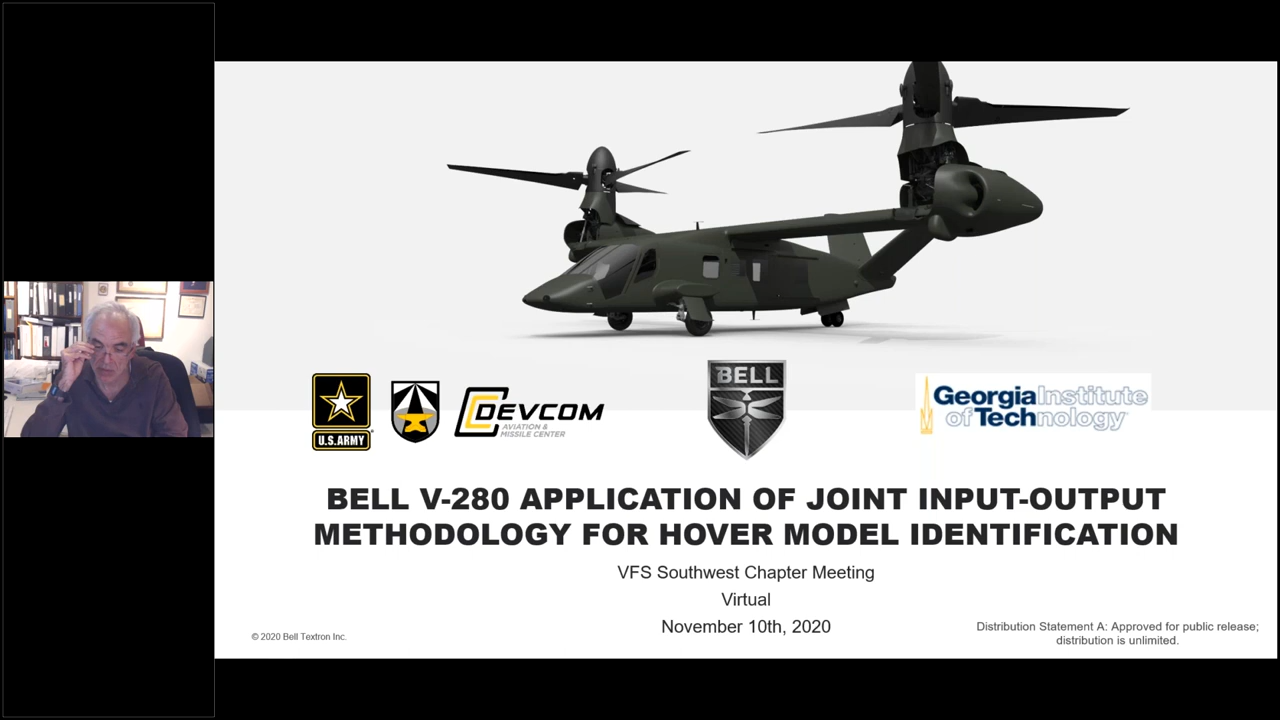 U.S.ARMY
DEVCOM
AVIATION &
MISSILE CENTER
BELL
GeorgiaInstitute
of Technology
BELL V-280 APPLICATION OF JOINT INPUT-OUTPUT
METHODOLOGY FOR HOVER MODEL IDENTIFICATION
VFS Southwest Chapter Meeting
Virtual
November 10th, 2020
© 2020 Bell Textron Inc.
Distribution Statement A: Approved for public release;
distribution is unlimited.